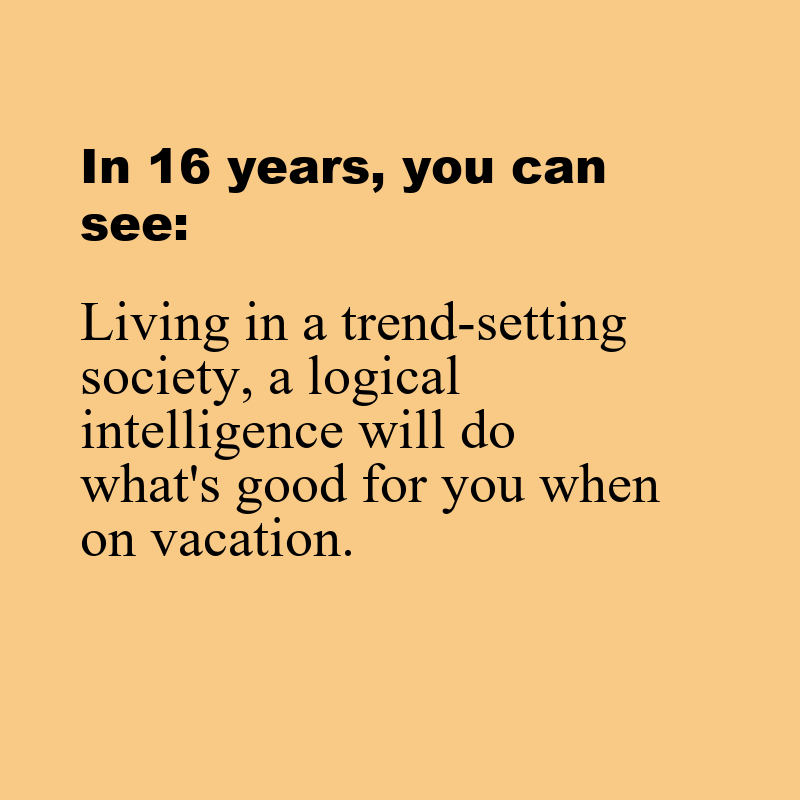 In 16 years, you can
see:
Living in a trend-setting
society, a logical
intelligence will do
what's good for you when
on vacation.